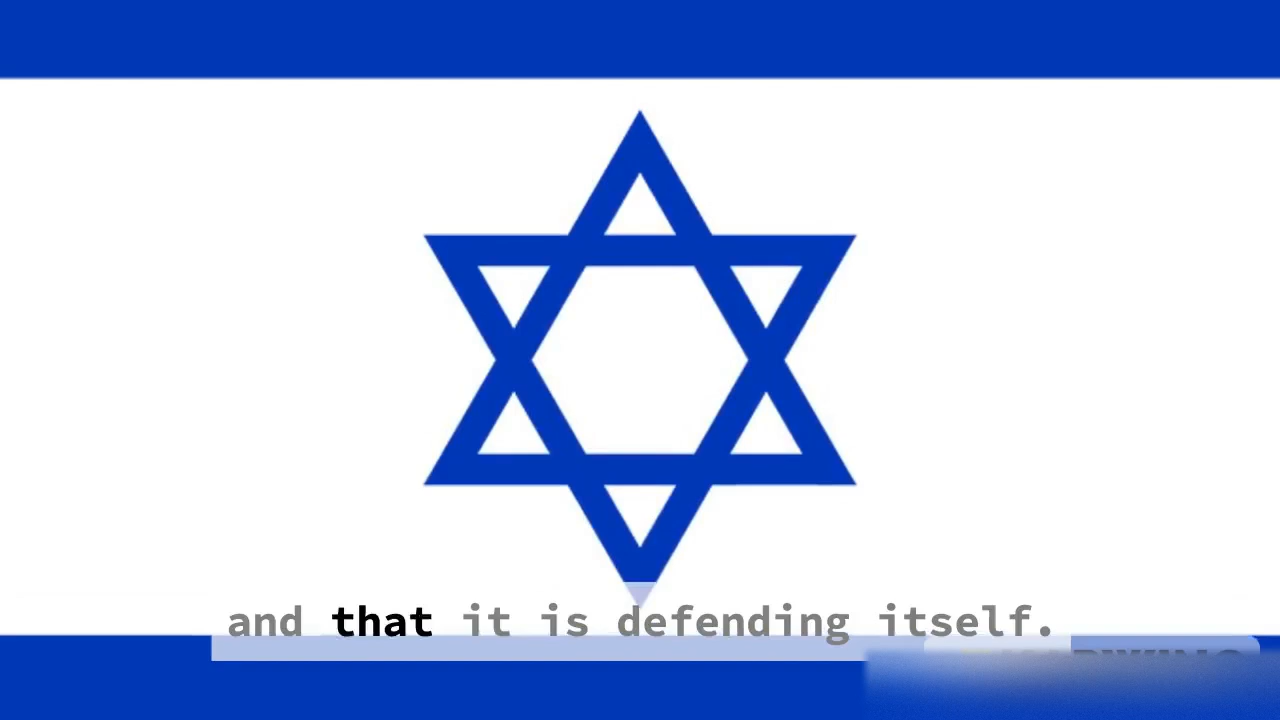 and that it is defending itself.